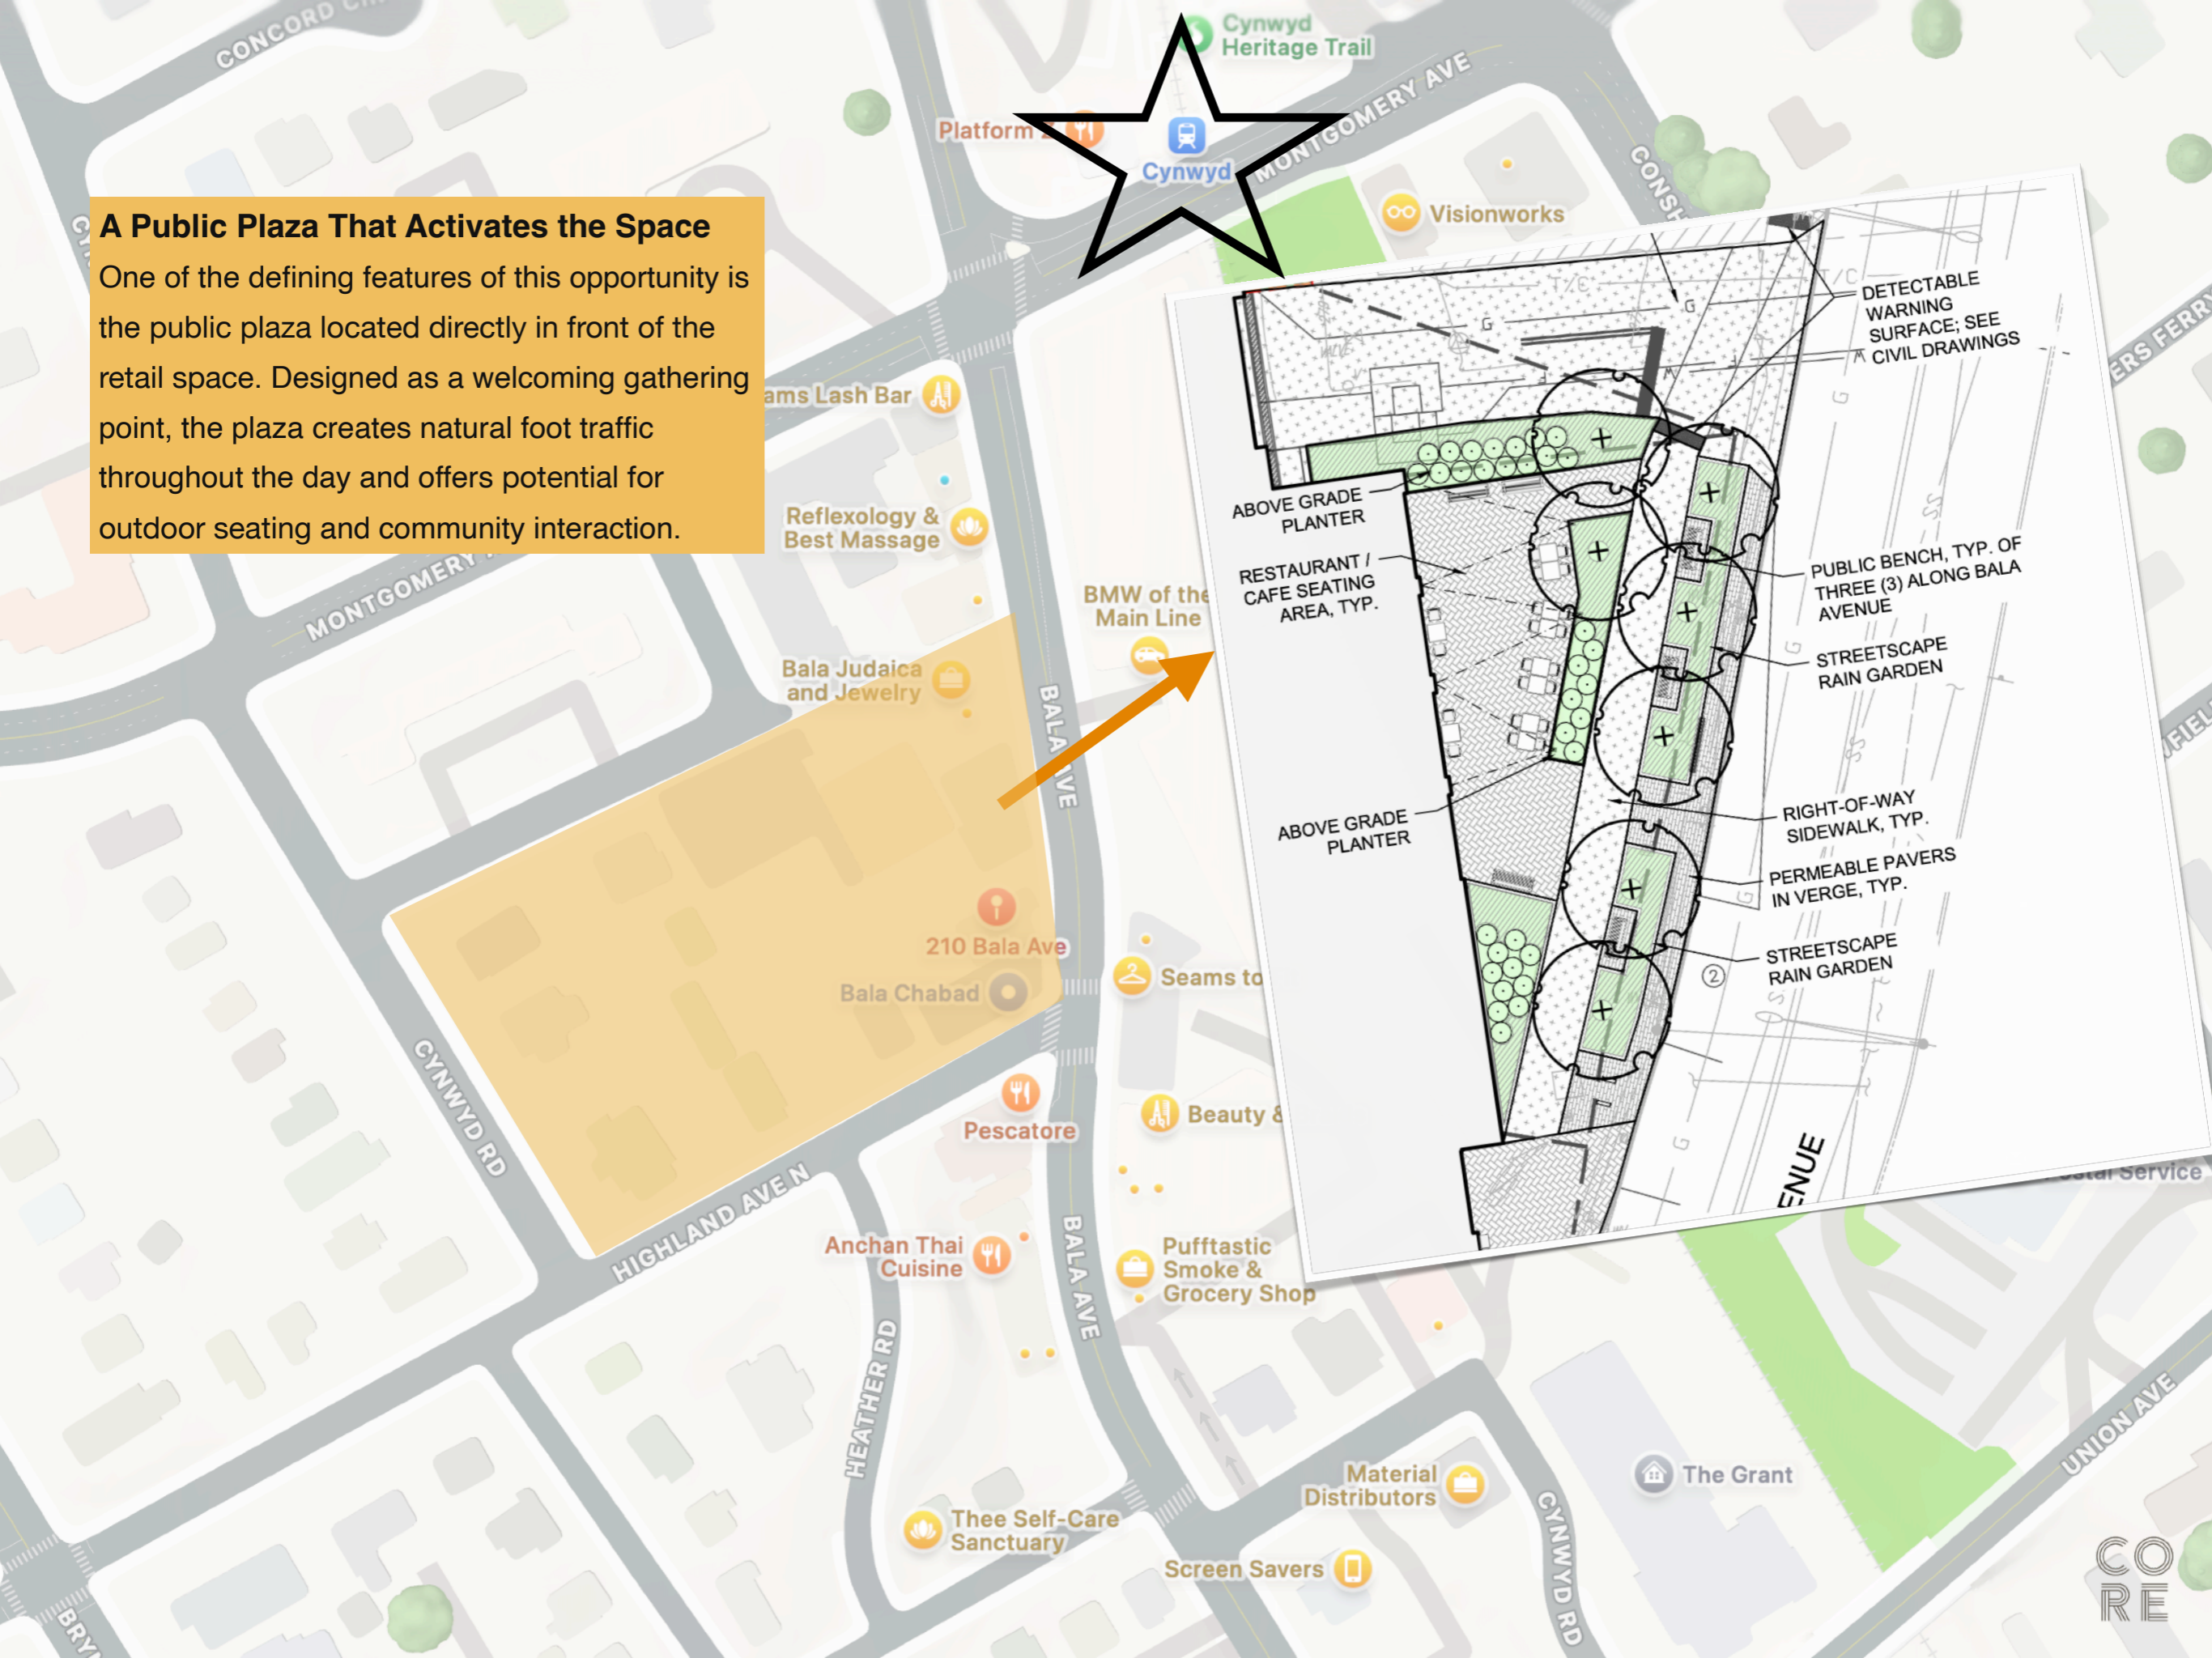 CONCORD
Cynwyd
Heritage Trail
Platform
Cynwyd
MONTGOMERY AVE
Visionworks
A Public Plaza That Activates the Space
One of the defining features of this opportunity is
the public plaza located directly in front of the
retail space. Designed as a welcoming gathering
point, the plaza creates natural foot traffic
throughout the day and offers potential for
outdoor seating and community interaction.
ams Lash Bar
Reflexology &
Best Massage
MONTGOMERY
BMW of the
Main Line
Bala Judaica
and Jewelry
BALA AVE
210 Bala Ave
Bala Chabad
Seams to
CYNWYD RD
Pescatore
Beauty &
HIGHLAND AVE N
Anchan Thai
Cuisine
BALA AVE
Pufftastic
Smoke &
Grocery Shop
HEATHER RD
Thee Self-Care
Sanctuary
Material
Distributors
The Grant
Screen Savers
CYNWYD RD
UNION AVE
ERS FERRY
Service
DETECTABLE
WARNING
SURFACE; SEE
CIVIL DRAWINGS
T/C
T/C
G
G
ABOVE GRADE
PLANTER
RESTAURANT /
CAFE SEATING
AREA, TYP.
PUBLIC BENCH, TYP. OF
THREE (3) ALONG BALA
AVENUE
STREETSCAPE
RAIN GARDEN
ABOVE GRADE
PLANTER
RIGHT-OF-WAY
SIDEWALK, TYP.
PERMEABLE PAVERS
IN VERGE, TYP.
STREETSCAPE
RAIN GARDEN
2
ENUE
CO
RE